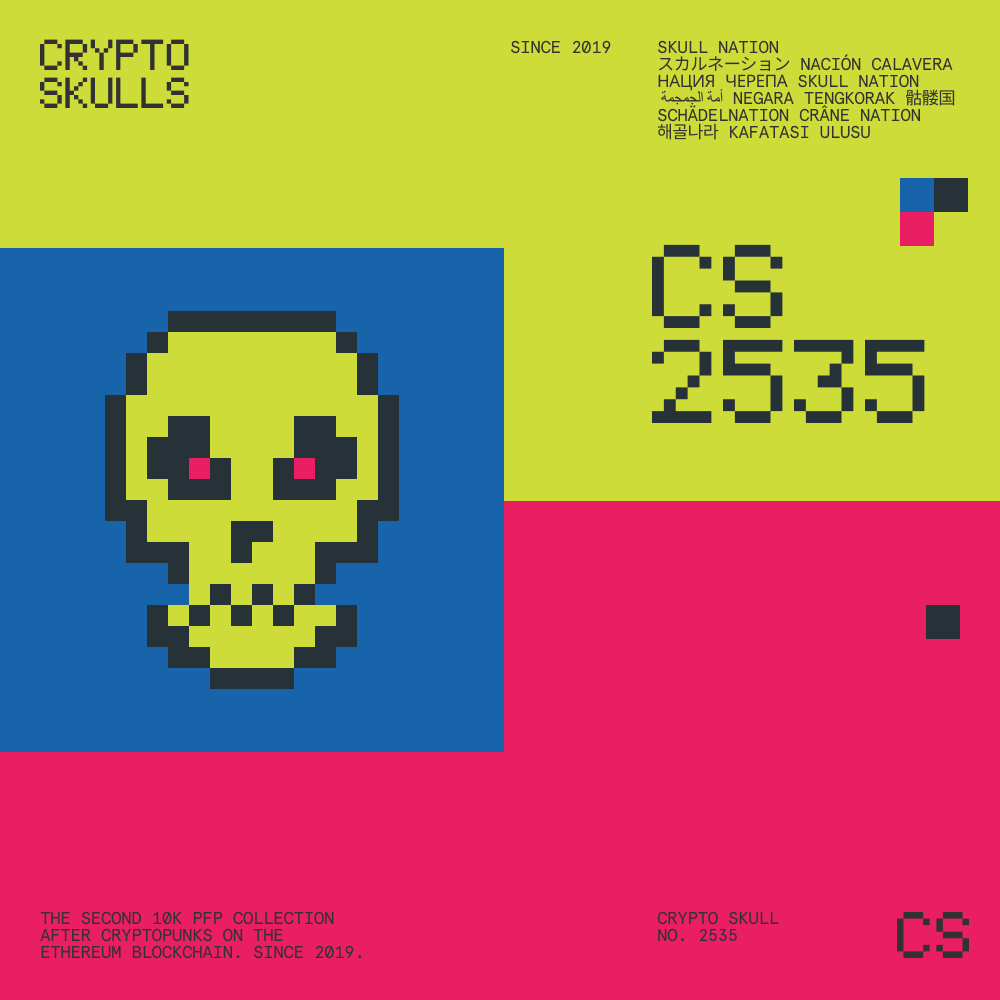 CRYPTO
SKULLS
SINCE 2019
SKULL NATION
スカルネーション NACIÓN CALAVERA
НАЦИЯ ЧЕРЕПА SKULL NATION
أمة الجمجمة NEGARA TENGKORAK 骷髅国
SCHÄDELNATION CRÂNE NATION
해골나라 KAFATASI ULUSU
CS
2535
THE SECOND 10K PFP COLLECTION
AFTER CRYPTOPUNKS ON THE
ETHEREUM BLOCKCHAIN. SINCE 2019.
CRYPTO SKULL
NO. 2535
CS